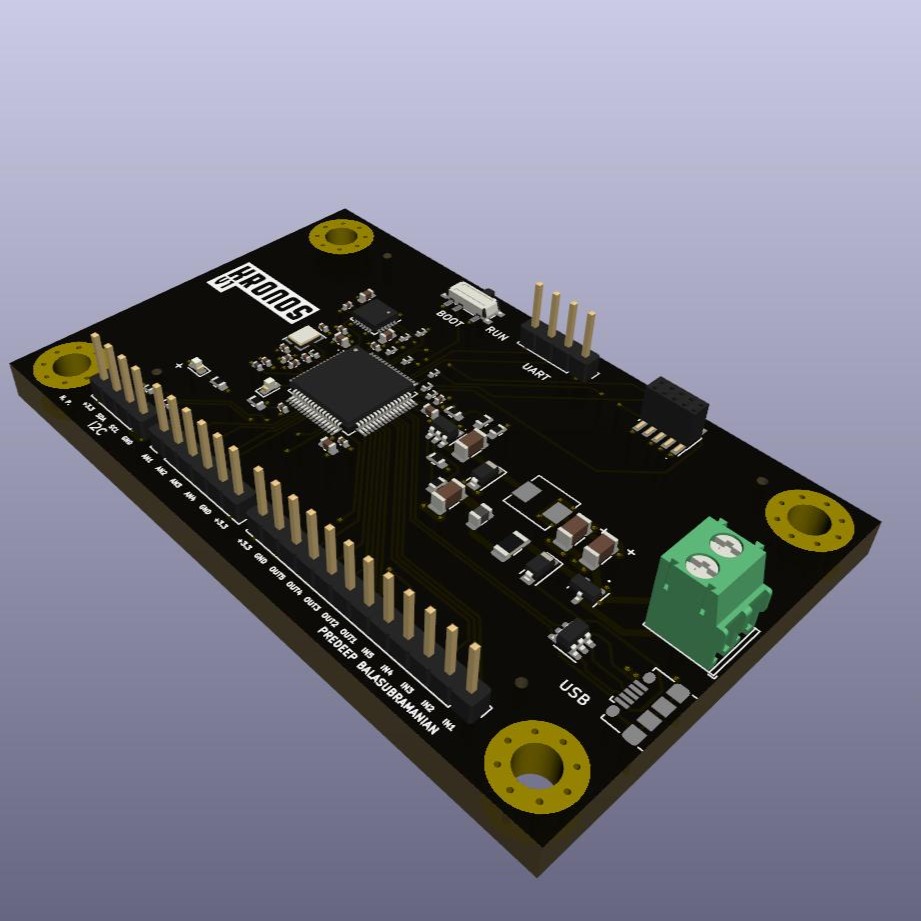 KRONOS
V1
BOOT
RUN
UART
+3.3
SDA
SCL
GND
I2C
AN1
AN2
AN3
AN4
GND
+3.3
+3.3
GND
OUT5
OUT4
OUT3
OUT2
OUT1
IN5
IN4
IN3
IN2
IN1
PREDEEP BALASUBRAMANIAN
USB
+
+